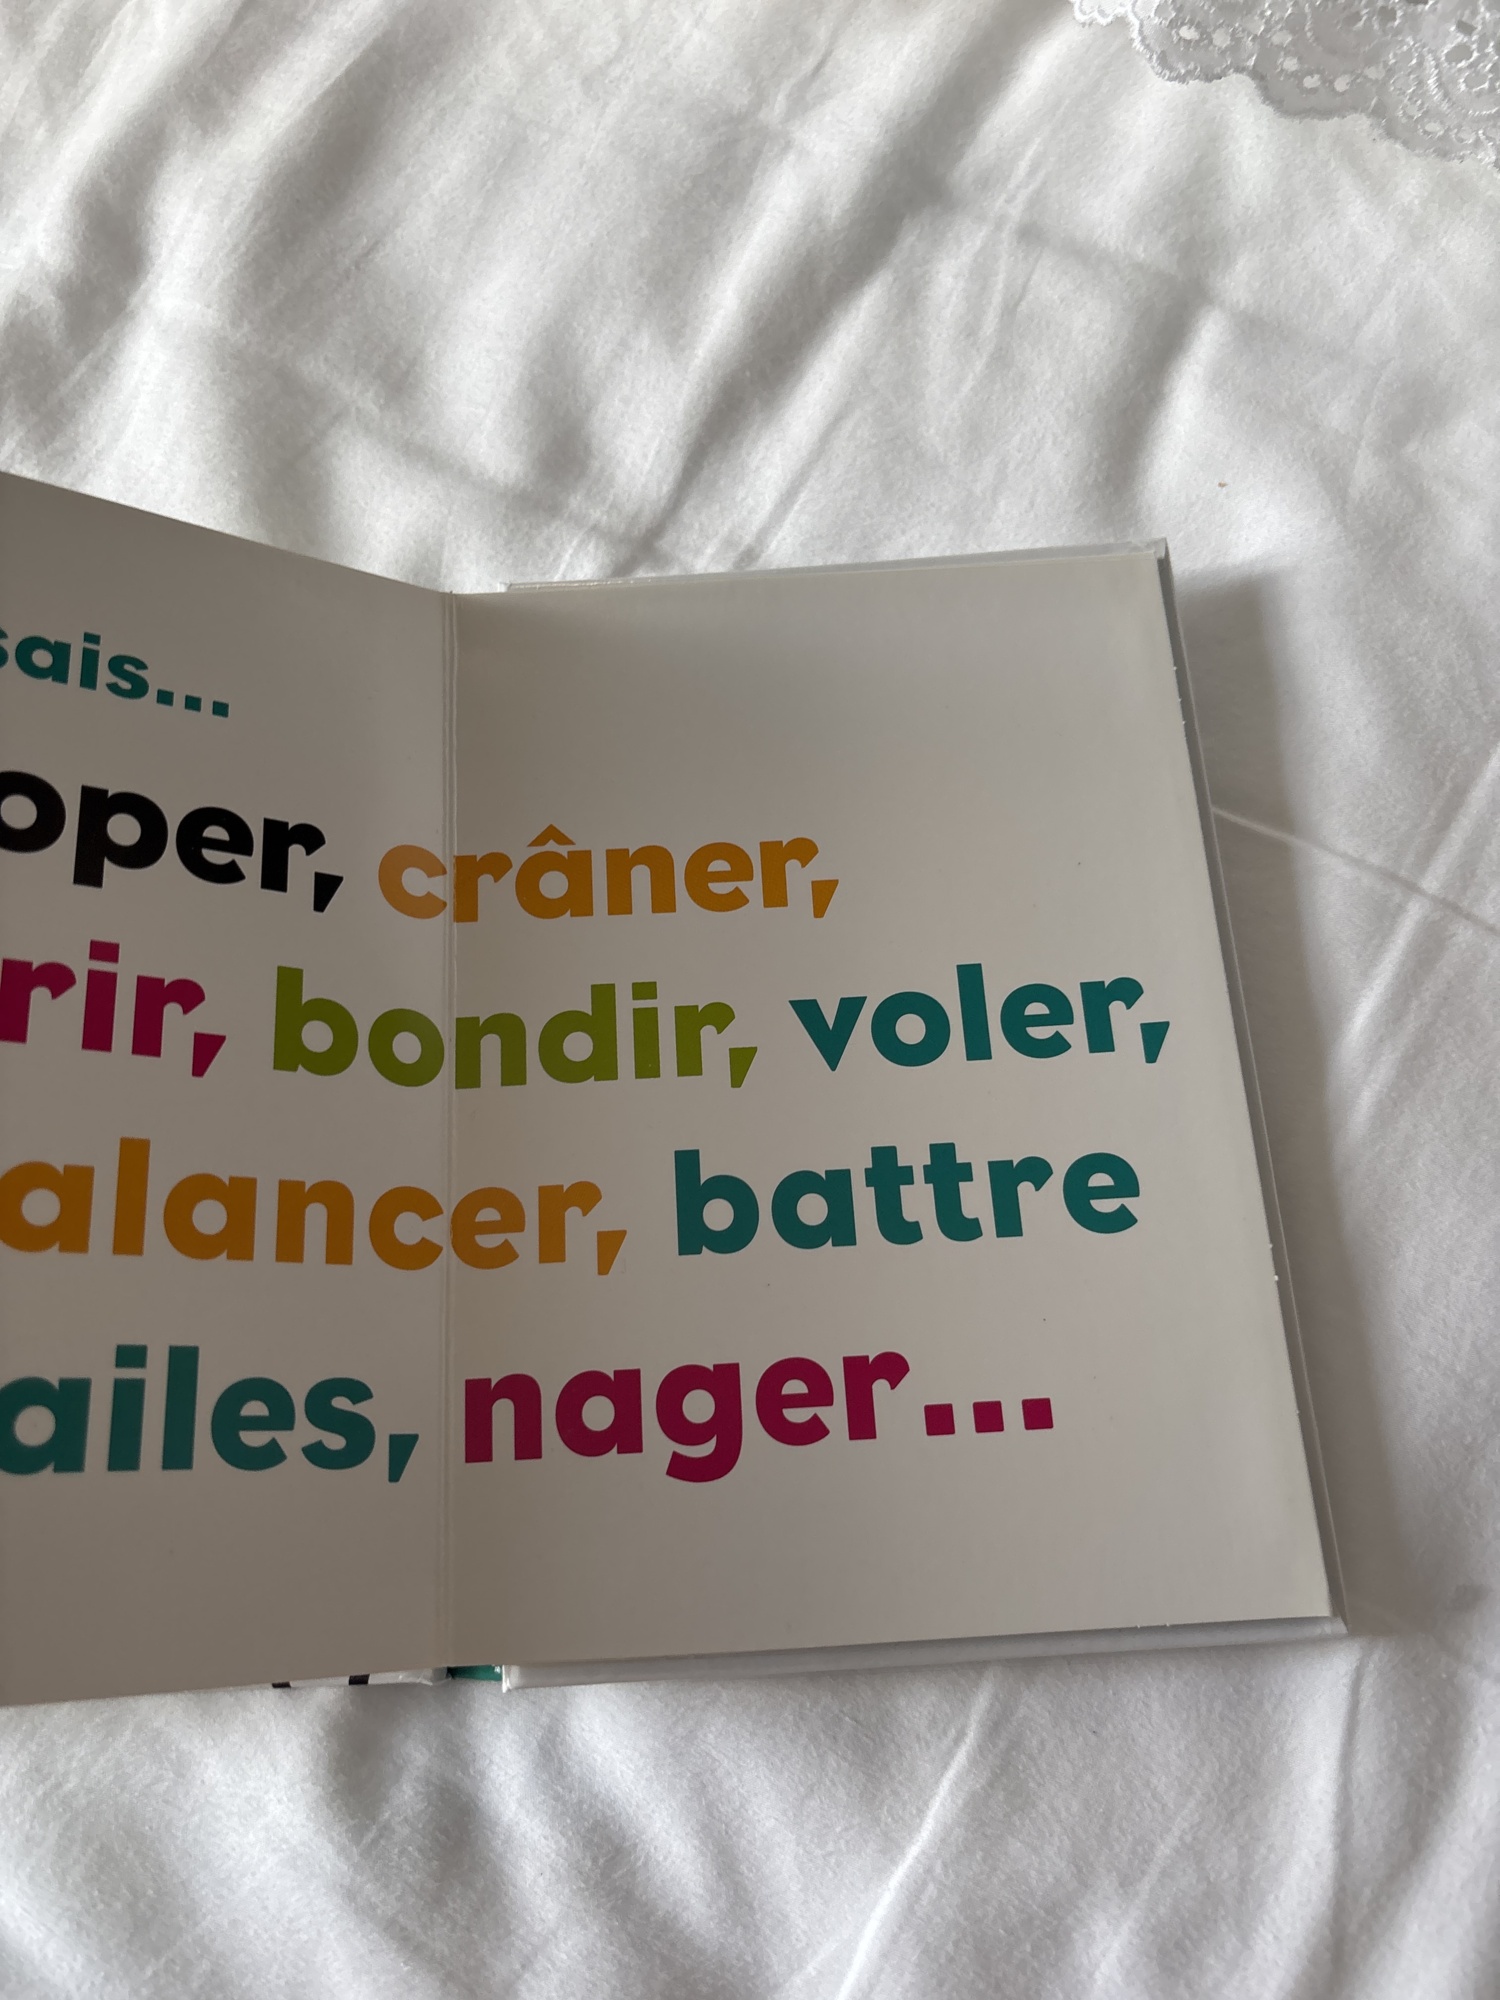 sais...
oper, crâner,
rir, bondir, voler,
alancer, battre
ailes, nager...